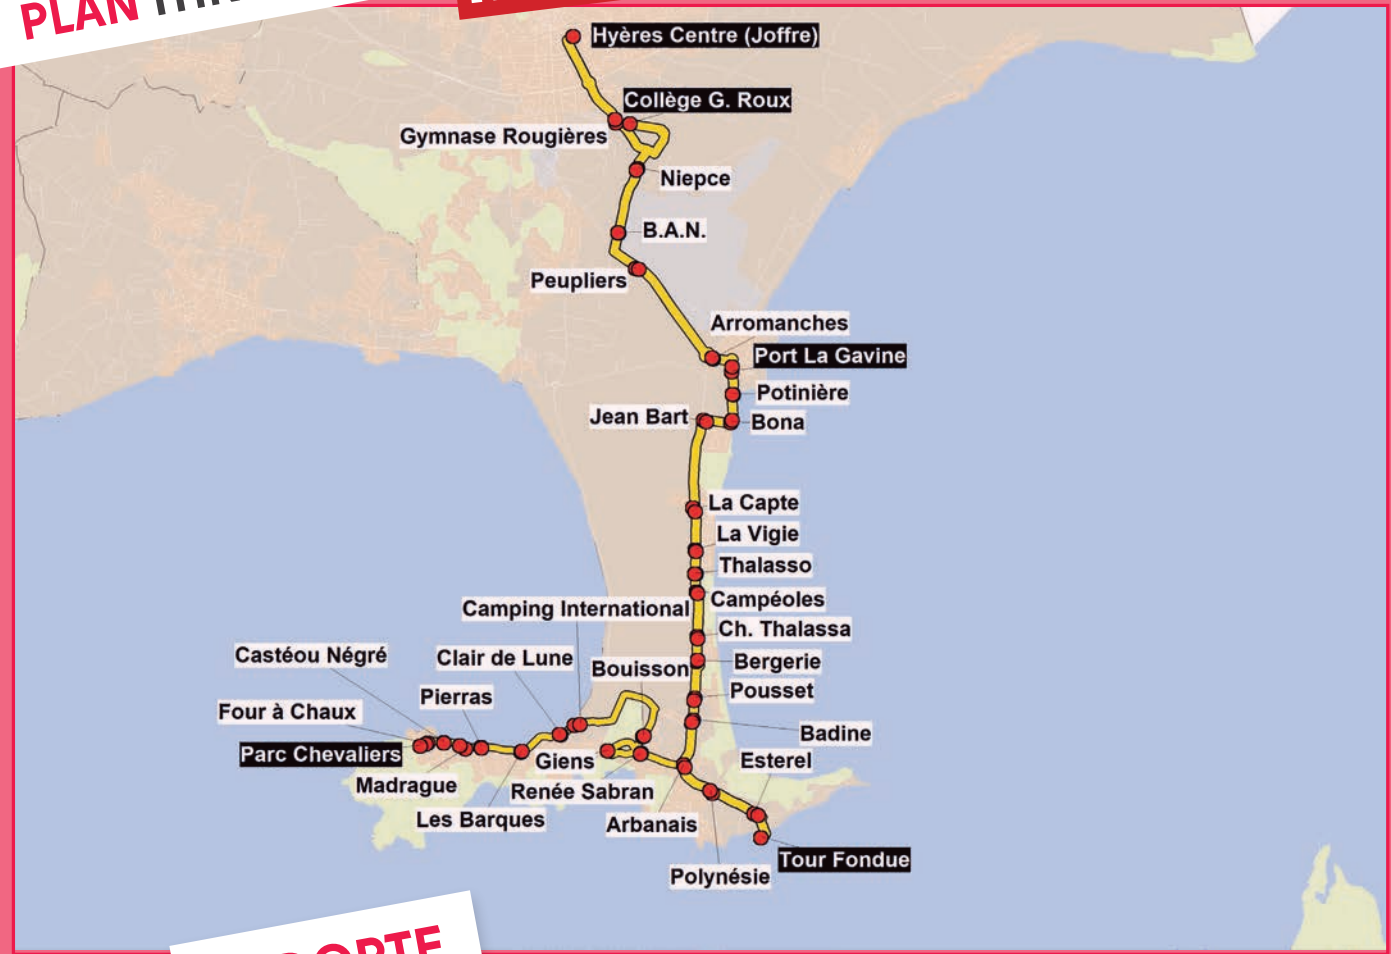 PLAN
Hyères Centre (Joffre)
Collège G. Roux
Gymnase Rougières
Niepce
B.A.N.
Peupliers
Arromanches
Port La Gavine
Potinière
Jean Bart
Bona
La Capte
La Vigie
Thalasso
Campéoles
Camping International
Ch. Thalassa
Castéou Négré
Clair de Lune
Bouisson
Bergerie
Pousset
Pierras
Four à Chaux
Badine
Parc Chevaliers
Giens
Esterel
Madrague
Renée Sabran
Les Barques
Arbanais
Tour Fondue
Polynésie